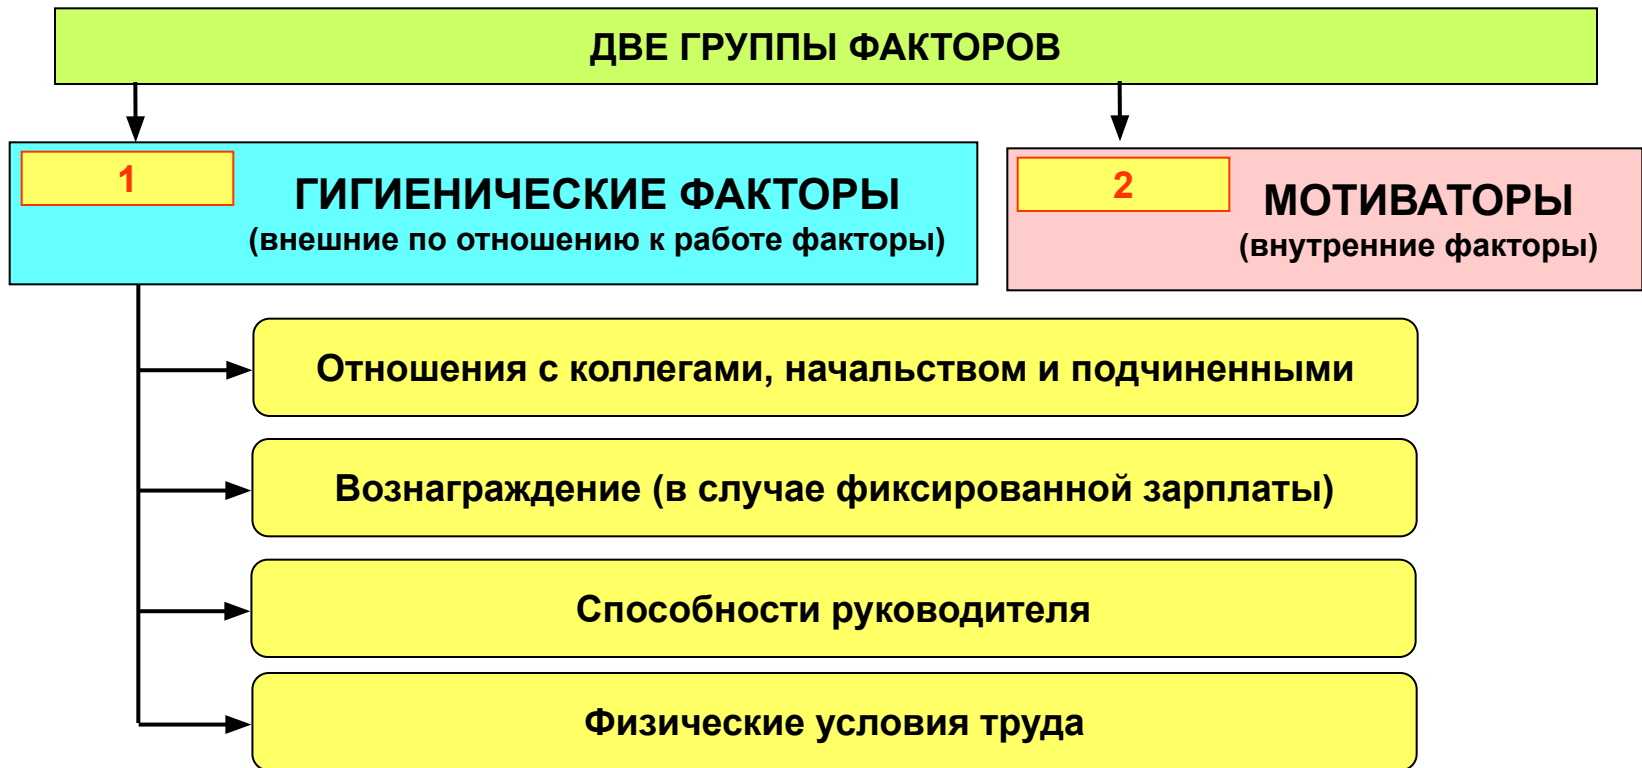 ДВЕ ГРУППЫ ФАКТОРОВ
1
ГИГИЕНИЧЕСКИЕ ФАКТОРЫ
(внешние по отношению к работе факторы)
2
МОТИВАТОРЫ
(внутренние факторы)
Отношения с коллегами, начальством и подчиненными
Вознаграждение (в случае фиксированной зарплаты)
Способности руководителя
Физические условия труда